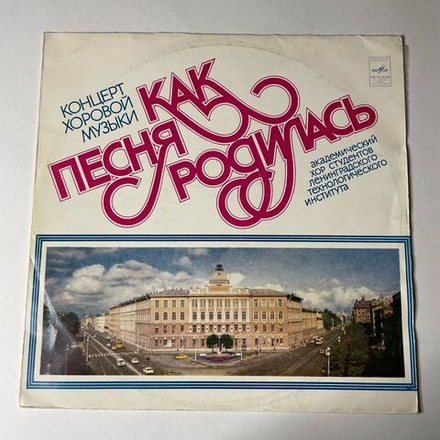 КОНЦЕРТ
ХОРОВОЙ
МУЗЫКИ
КАК
ПЕСНЯ
РОДИЛАСЬ
АКАДЕМИЧЕСКИЙ
ХОР СТУДЕНТОВ
ЛЕНИНГРАДСКОГО
ТЕХНОЛОГИЧЕСКОГО
ИНСТИТУТА